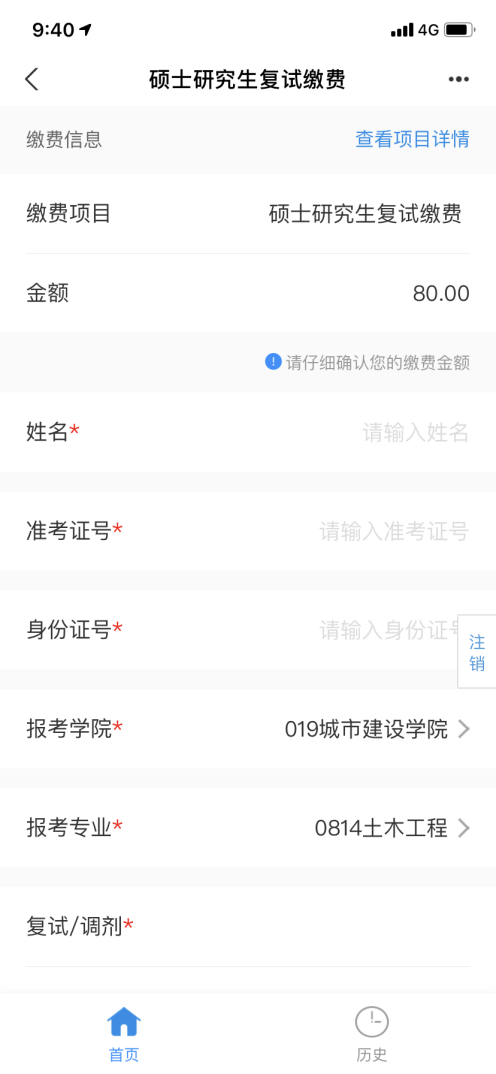 9:40
4G
硕士研究生复试缴费
缴费信息 查看项目详情
缴费项目 硕士研究生复试缴费
金额 80.00
请仔细确认您的缴费金额
姓名* 请输入姓名
准考证号* 请输入准考证号
身份证号* 请输入身份证号
注销
报考学院* 019城市建设学院
报考专业* 0814土木工程
复试/调剂*
首页 历史